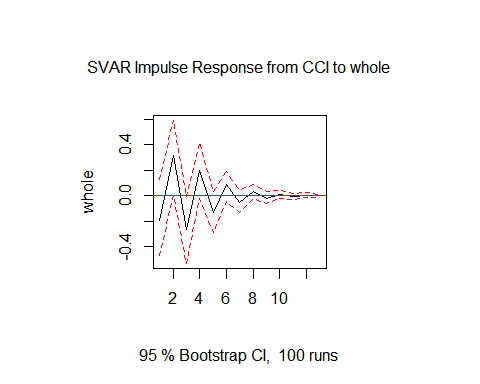 SVAR Impulse Response from CCI to whole
whole
0.4
0.0
-0.4
2 4 6 8 10
95 % Bootstrap CI, 100 runs